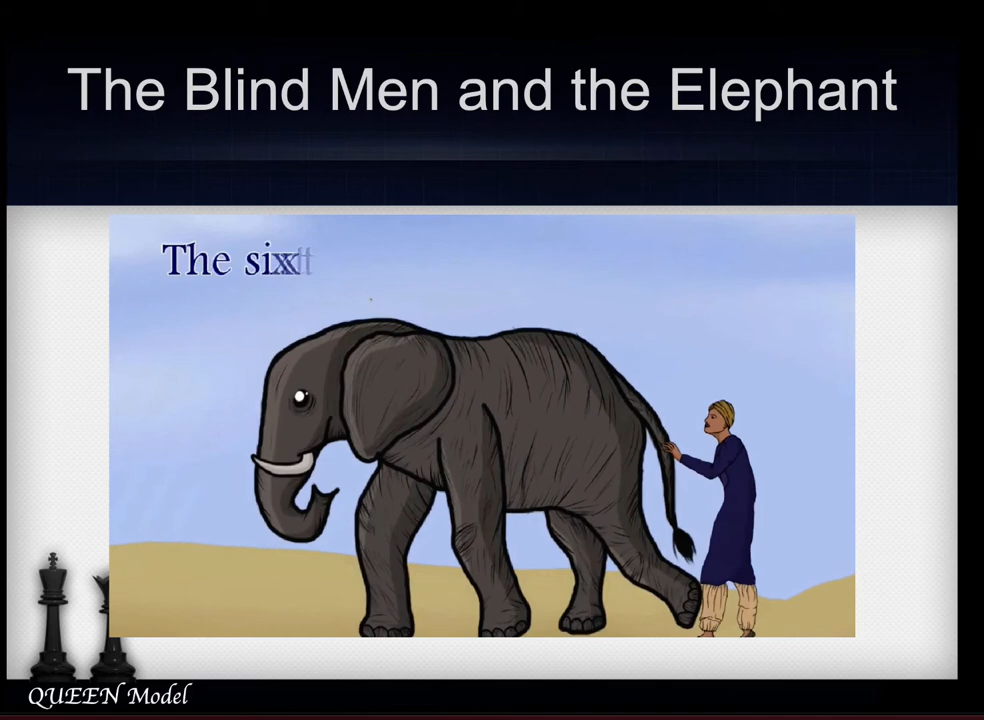 The Blind Men and the Elephant
The six
QUEEN Model